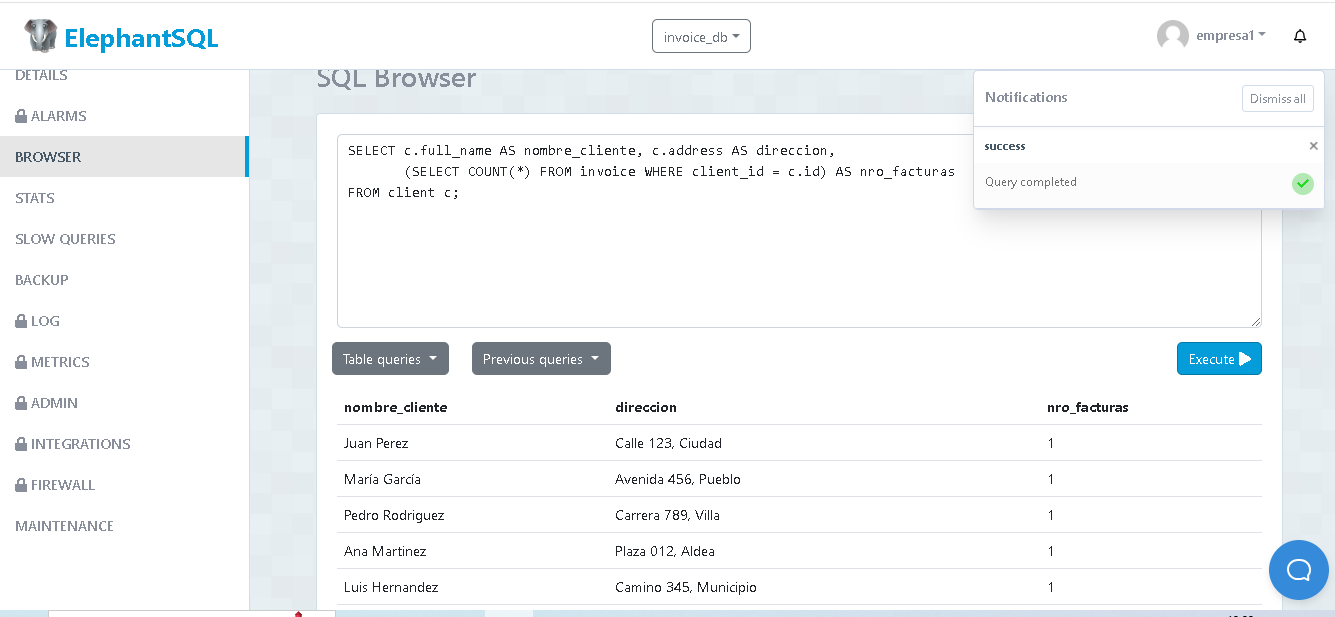 ElephantSQL
invoice_db
empresa1
DETAILS
ALARMS
BROWSER
STATS
SLOW QUERIES
BACKUP
LOG
METRICS
ADMIN
INTEGRATIONS
FIREWALL
MAINTENANCE
SQL Browser
Notifications
Dismiss all
success ×
Query completed
SELECT c.full_name AS nombre_cliente, c.address AS direccion,
(SELECT COUNT(*) FROM invoice WHERE client_id = c.id) AS nro_facturas
FROM client c;
Table queries
Previous queries
Execute
nombre_cliente direccion nro_facturas
Juan Perez Calle 123, Ciudad 1
María García Avenida 456, Pueblo 1
Pedro Rodriguez Carrera 789, Villa 1
Ana Martinez Plaza 012, Aldea 1
Luis Hernandez Camino 345, Municipio 1